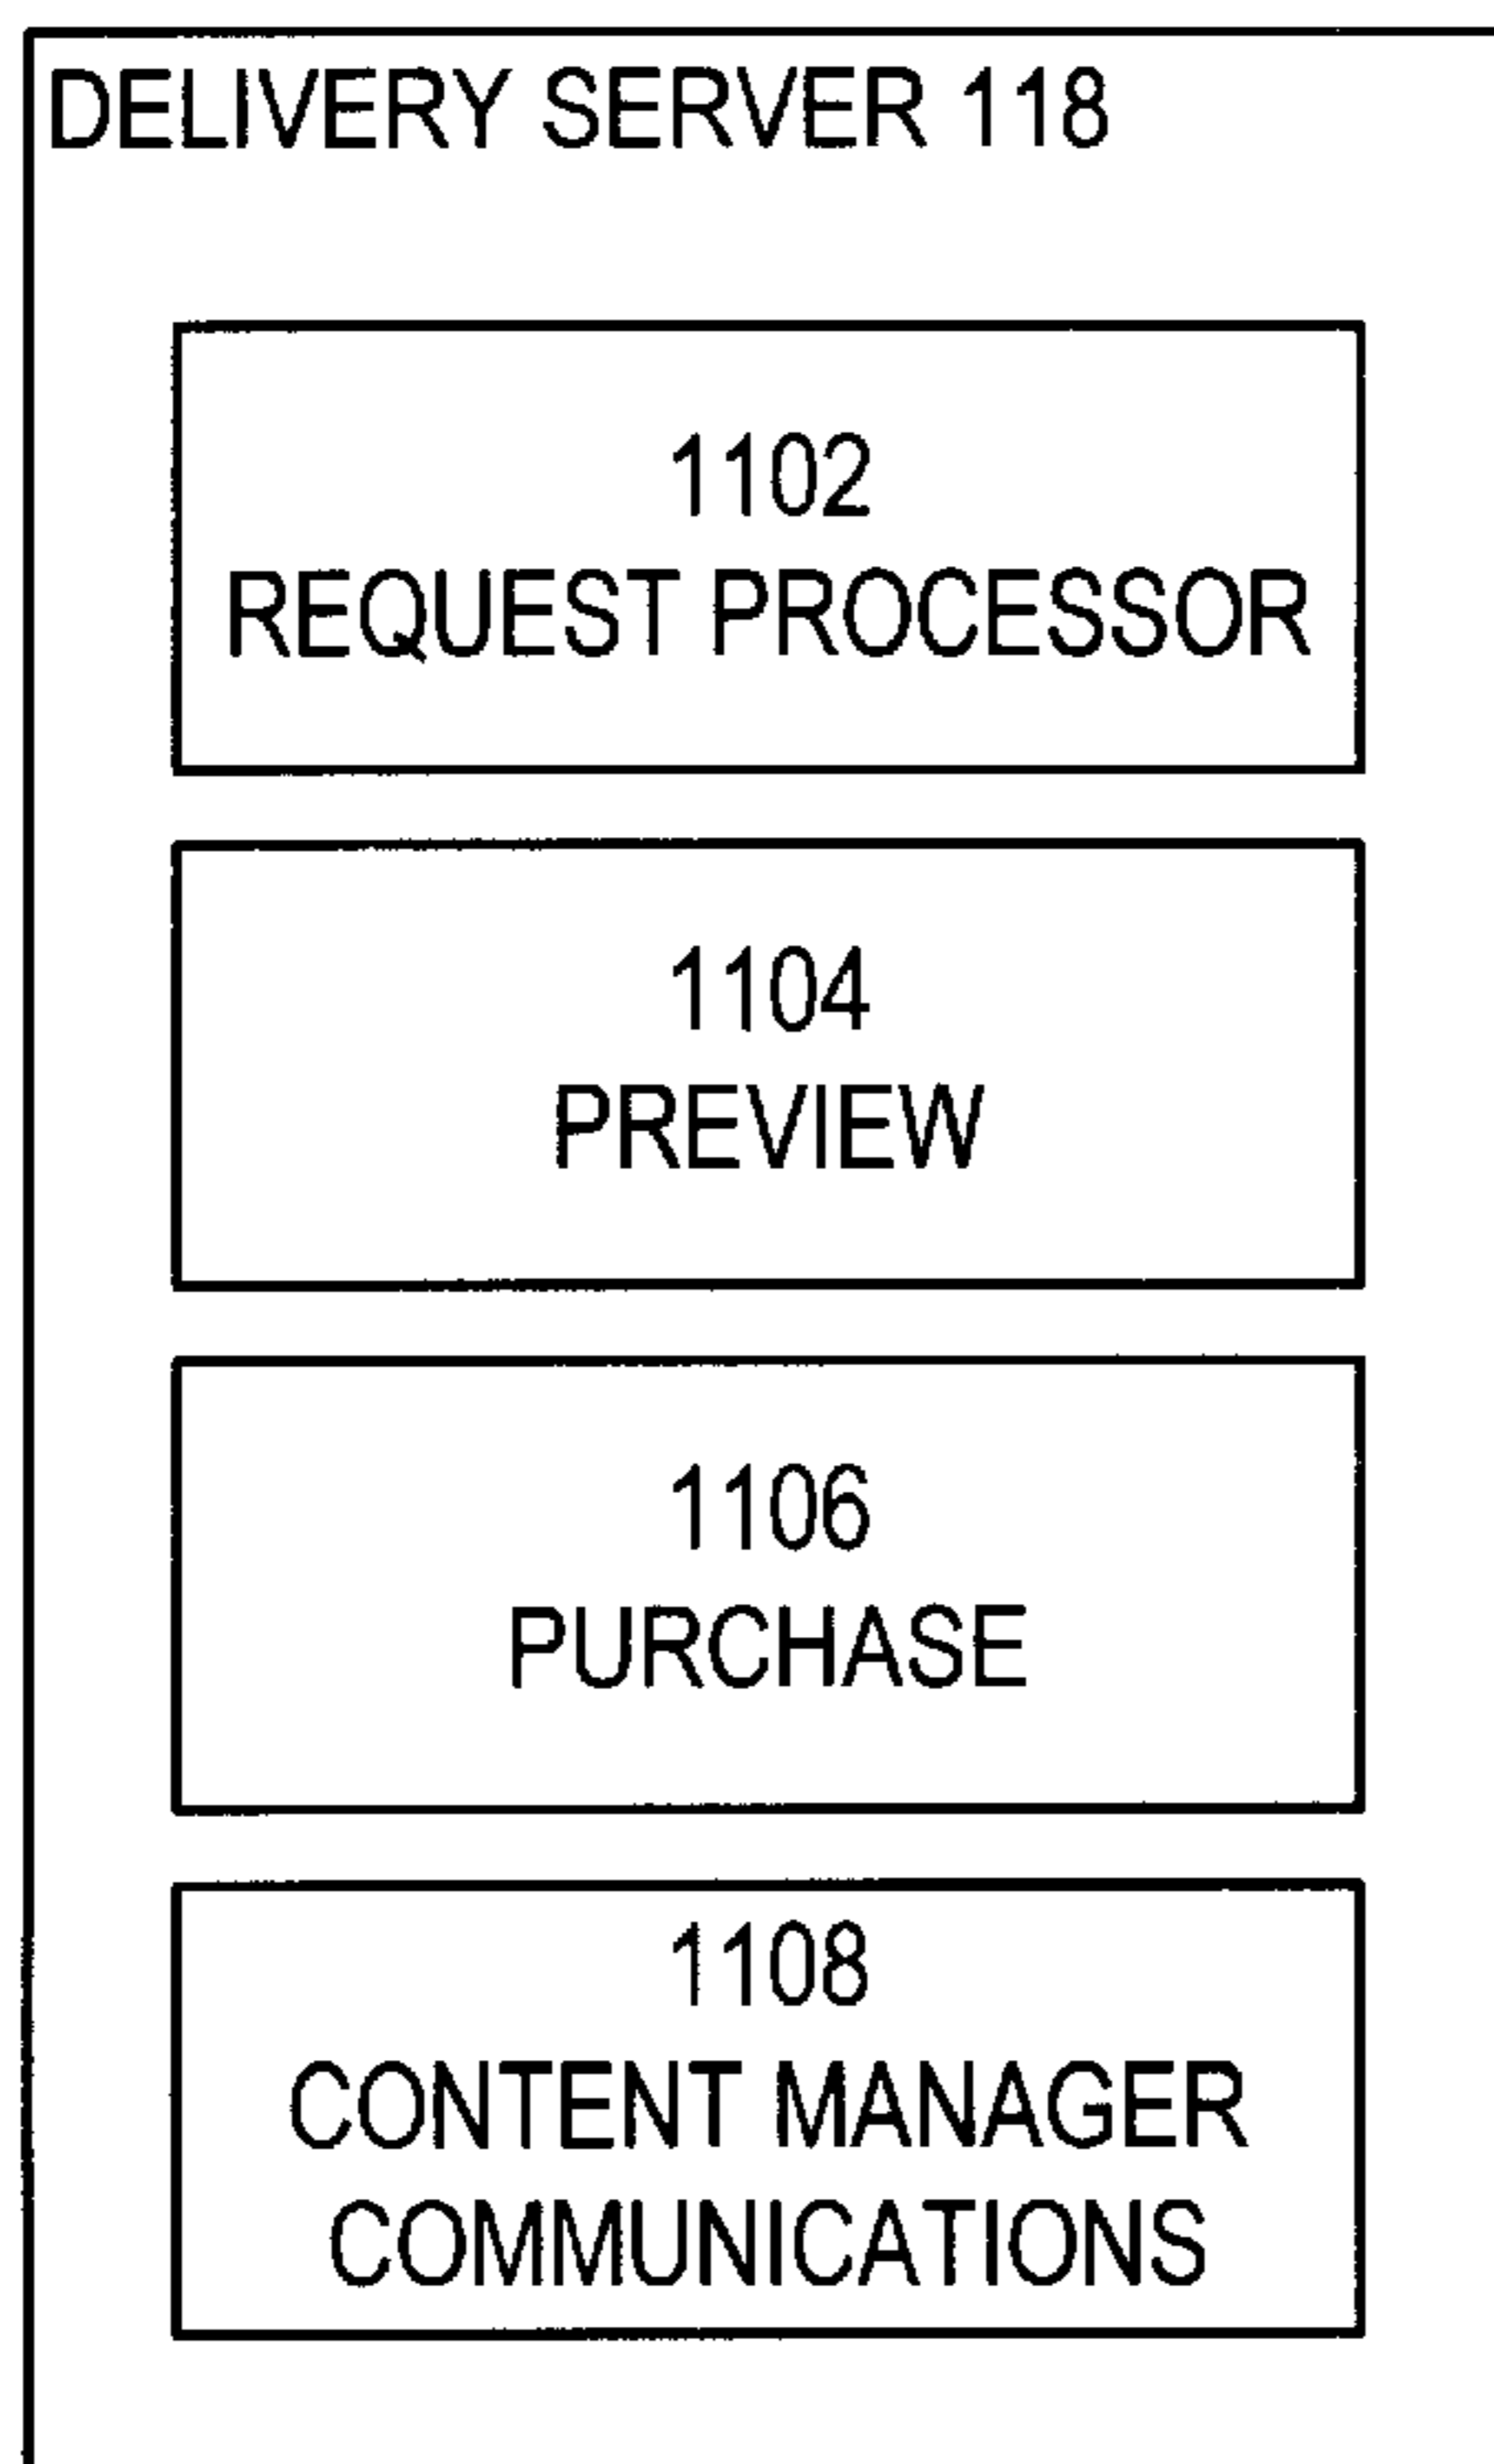 DELIVERY SERVER 118
1102
REQUEST PROCESSOR
1104
PREVIEW
1106
PURCHASE
1108
CONTENT MANAGER
COMMUNICATIONS